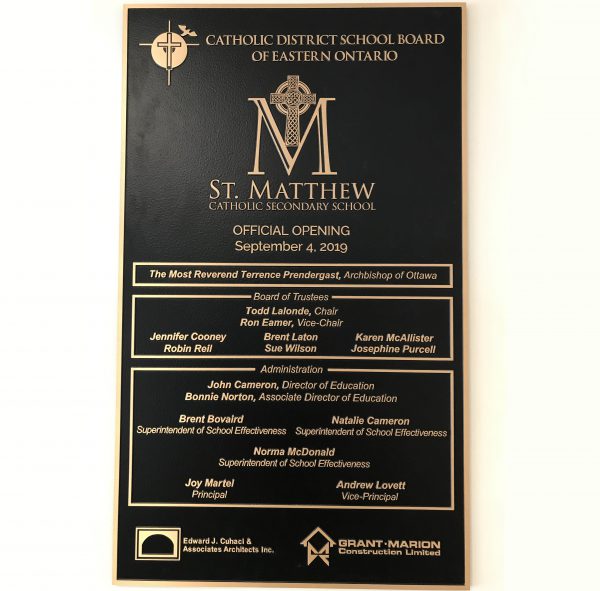 CATHOLIC DISTRICT SCHOOL BOARD
OF EASTERN ONTARIO
M
ST. MATTHEW
CATHOLIC SECONDARY SCHOOL
OFFICIAL OPENING
September 4, 2019
The Most Reverend Terrence Prendergast, Archbishop of Ottawa
Board of Trustees
Todd Lalonde, Chair
Ron Eamer, Vice-Chair
Jennifer Cooney Brent Laton Karen McAllister
Robin Reil Sue Wilson Josephine Purcell
Administration
John Cameron, Director of Education
Bonnie Norton, Associate Director of Education
Brent Bovaird Natalie Cameron
Superintendent of School Effectiveness Superintendent of School Effectiveness
Norma McDonald
Superintendent of School Effectiveness
Joy Martel Andrew Lovett
Principal Vice-Principal
Edward J. Cuhaci &
Associates Architects Inc.
GRANT·MARION
Construction Limited